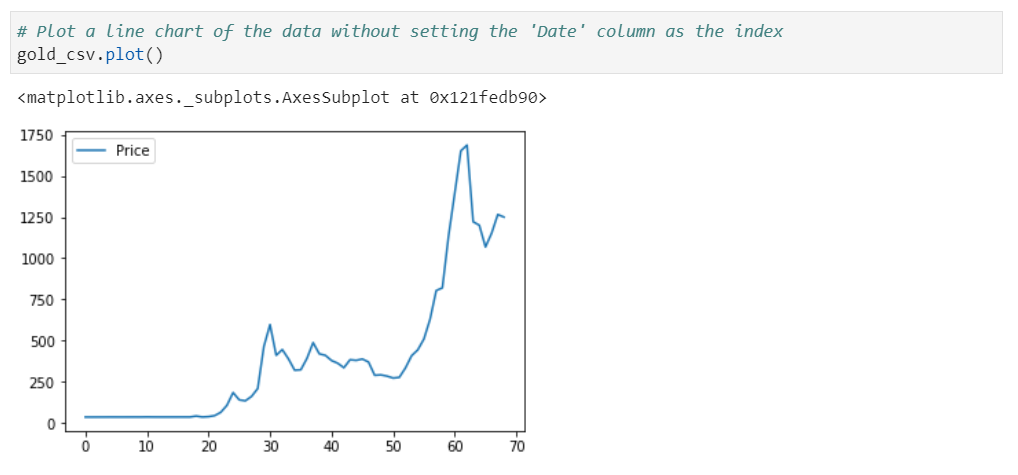 # Plot a line chart of the data without setting the 'Date' column as the index
gold_csv.plot()
<matplotlib.axes._subplots.AxesSubplot at 0x121fedb90>
Price
1750
1500
1250
1000
750
500
250
0
0 10 20 30 40 50 60 70